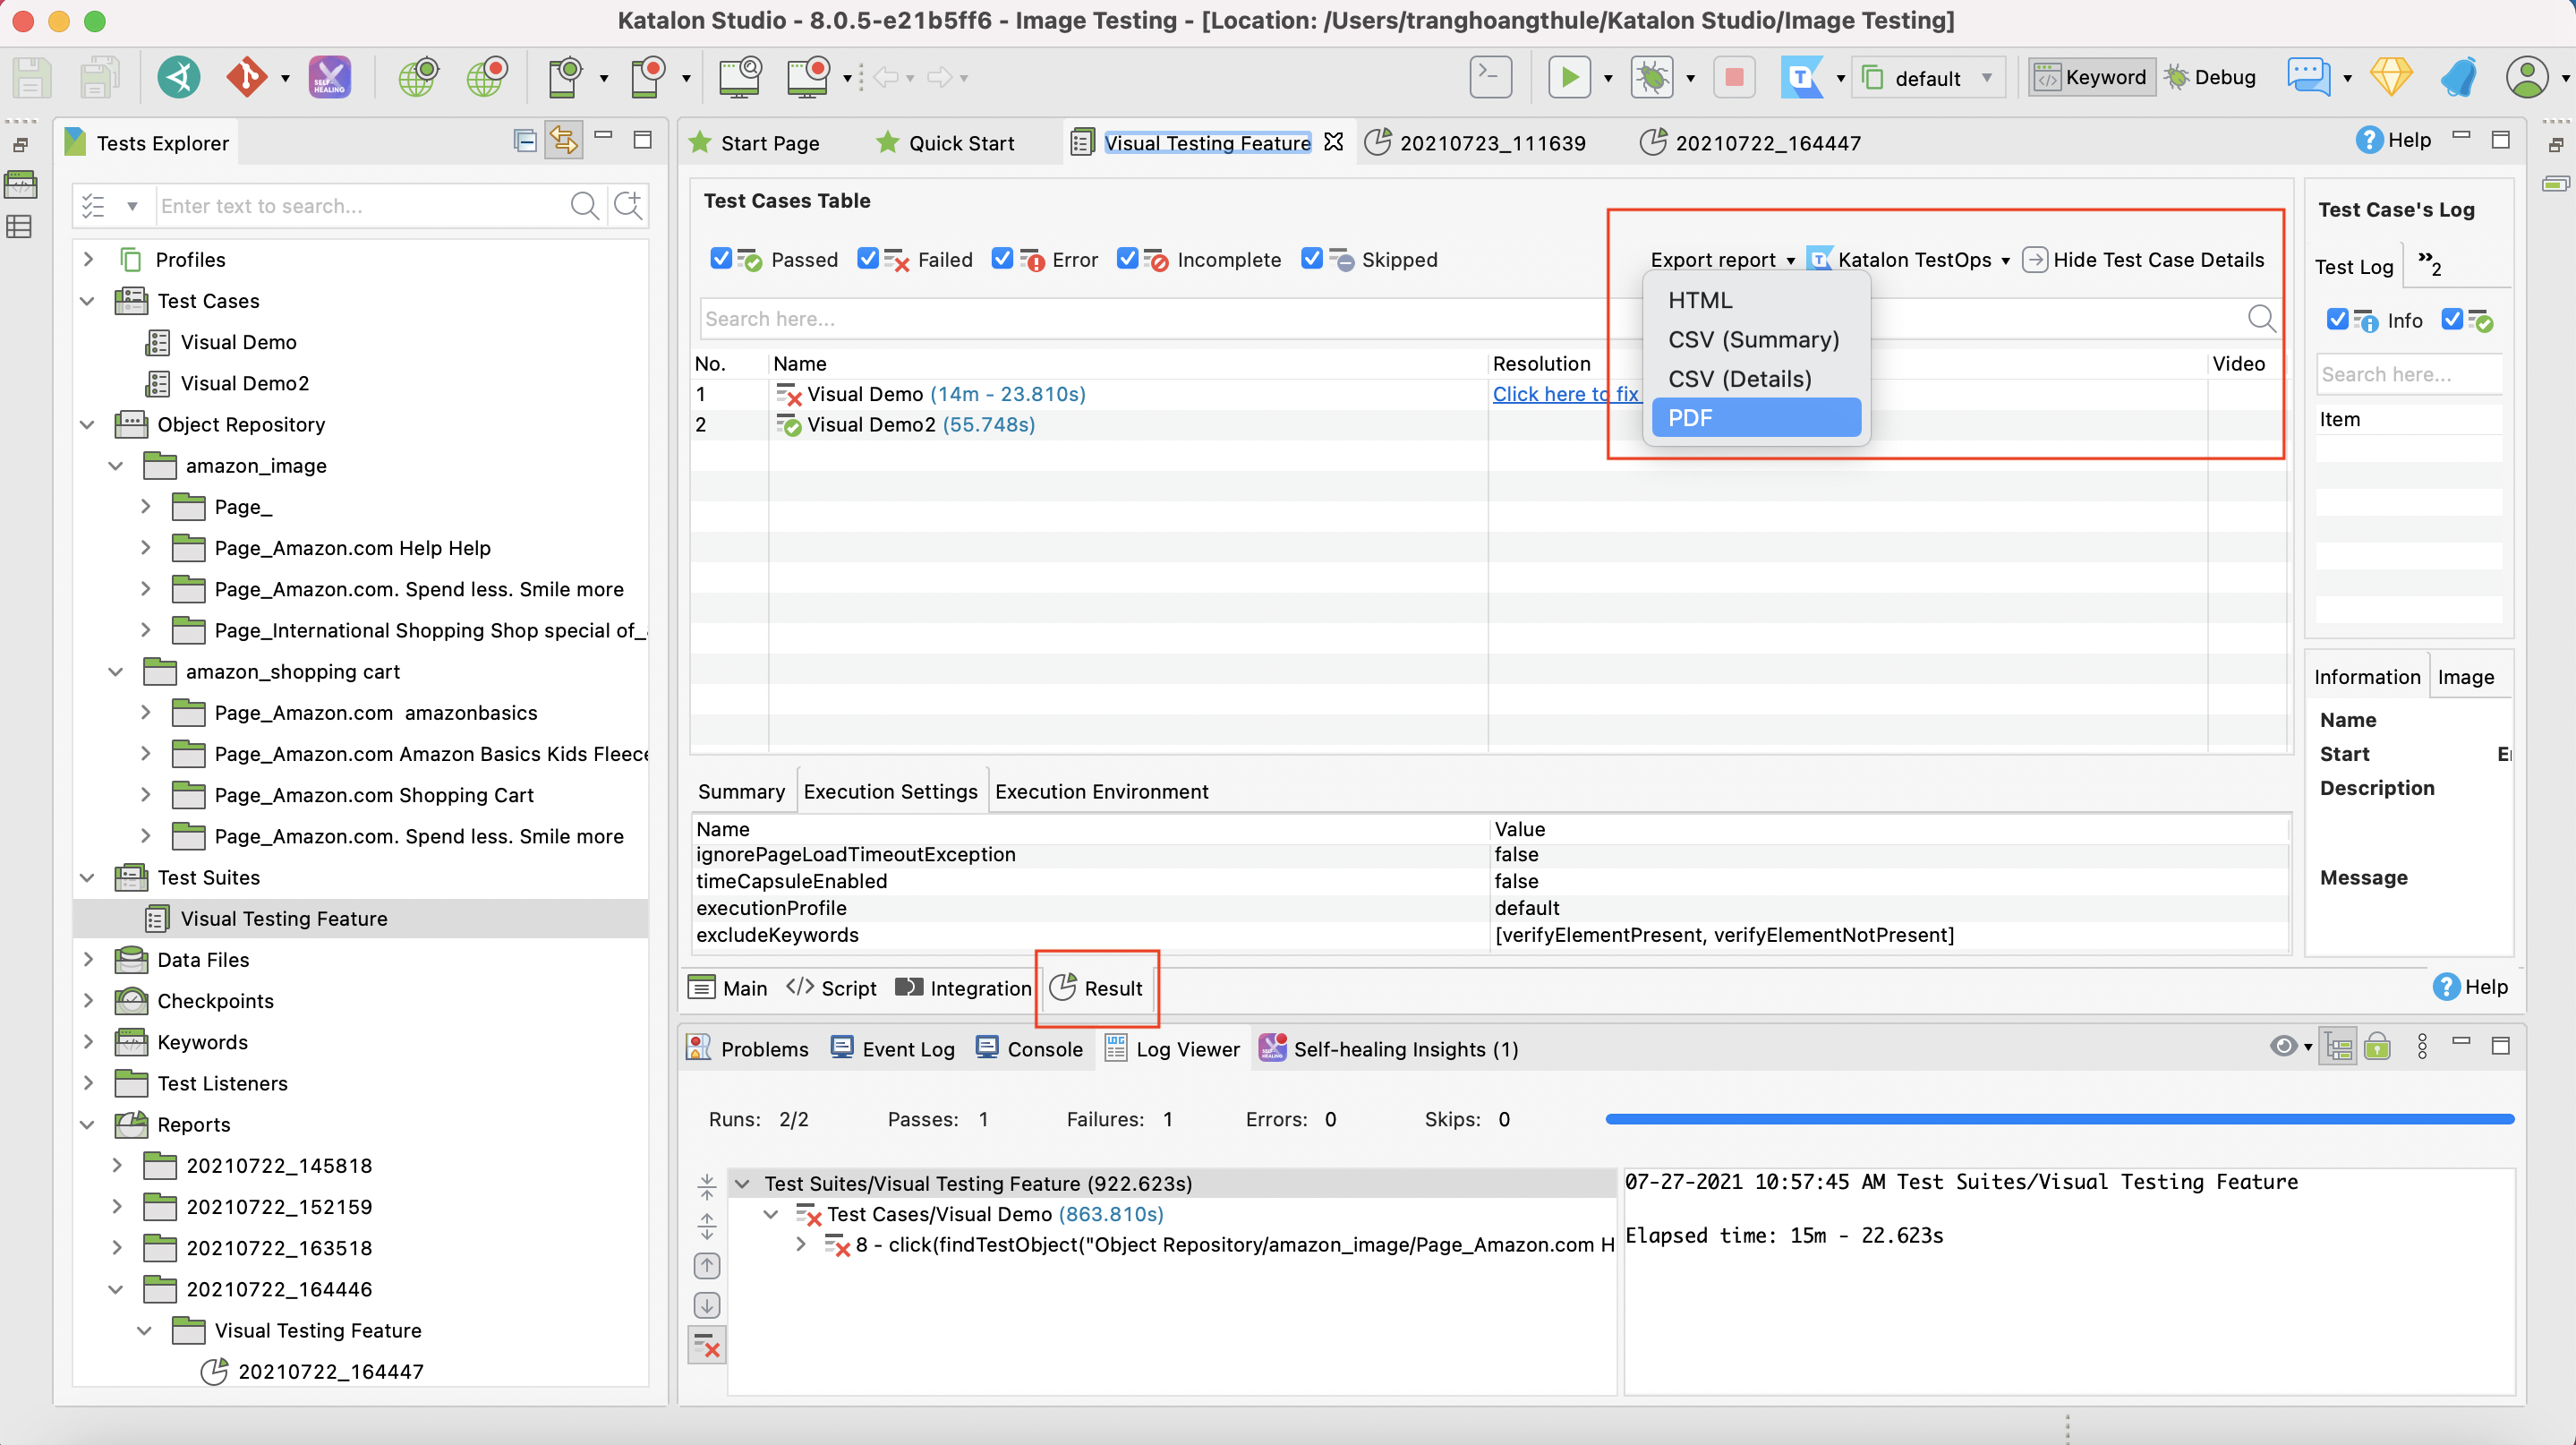 Katalon Studio - 8.0.5-e21b5ff6 - Image Testing - [Location: /Users/tranghoangthule/Katalon Studio/Image Testing]
SELF HEALING
default
Keyword
Debug
Tests Explorer
Enter text to search...
Profiles
Test Cases
Visual Demo
Visual Demo2
Object Repository
amazon_image
Page_
Page_Amazon.com Help Help
Page_Amazon.com. Spend less. Smile more
Page_International Shopping Shop special of_
amazon_shopping cart
Page_Amazon.com  amazonbasics
Page_Amazon.com Amazon Basics Kids Fleece
Page_Amazon.com Shopping Cart
Page_Amazon.com. Spend less. Smile more
Test Suites
Visual Testing Feature
Data Files
Checkpoints
Keywords
Test Listeners
Reports
20210722_145818
20210722_152159
20210722_163518
20210722_164446
Visual Testing Feature
20210722_164447
Start Page
Quick Start
Visual Testing Feature
20210723_111639
20210722_164447
Help
Test Cases Table
Passed
Failed
Error
Incomplete
Skipped
Export report
Katalon TestOps
Hide Test Case Details
HTML
CSV (Summary)
CSV (Details)
PDF
Search here...
No. Name Resolution Video
1 Visual Demo (14m - 23.810s) Click here to fix
2 Visual Demo2 (55.748s)
Summary
Execution Settings
Execution Environment
Name Value
ignorePageLoadTimeoutException false
timeCapsuleEnabled false
executionProfile default
excludeKeywords [verifyElementPresent, verifyElementNotPresent]
Main
Script
Integration
Result
Help
Test Case's Log
Test Log
»2
Info
Search here...
Item
Information
Image
Name
Start
Description
Message
Problems
Event Log
Console
Log Viewer
Self-healing Insights (1)
Runs: 2/2 Passes: 1 Failures: 1 Errors: 0 Skips: 0
Test Suites/Visual Testing Feature (922.623s)
Test Cases/Visual Demo (863.810s)
8 - click(findTestObject("Object Repository/amazon_image/Page_Amazon.com H
07-27-2021 10:57:45 AM Test Suites/Visual Testing Feature
Elapsed time: 15m - 22.623s